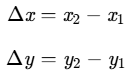 Δx = x₂ − x₁
Δy = y₂ − y₁